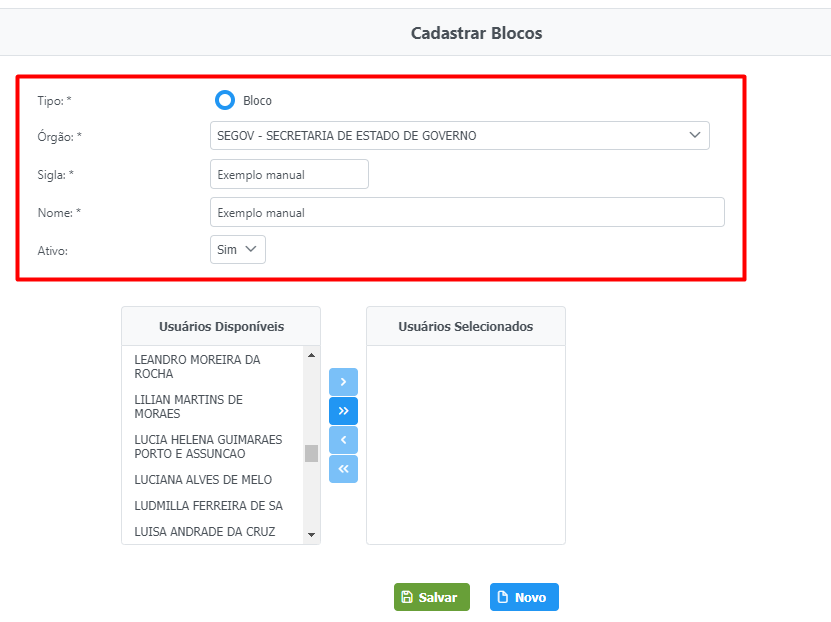 Cadastrar Blocos
Tipo: *
Bloco
Órgão: *
SEGOV - SECRETARIA DE ESTADO DE GOVERNO
Sigla: *
Exemplo manual
Nome: *
Exemplo manual
Ativo:
Sim
Usuários Disponíveis
LEANDRO MOREIRA DA
ROCHA
LILIAN MARTINS DE
MORAES
LUCIA HELENA GUIMARAES
PORTO E ASSUNCAO
LUCIANA ALVES DE MELO
LUDMILLA FERREIRA DE SA
LUISA ANDRADE DA CRUZ
Usuários Selecionados
Salvar
Novo